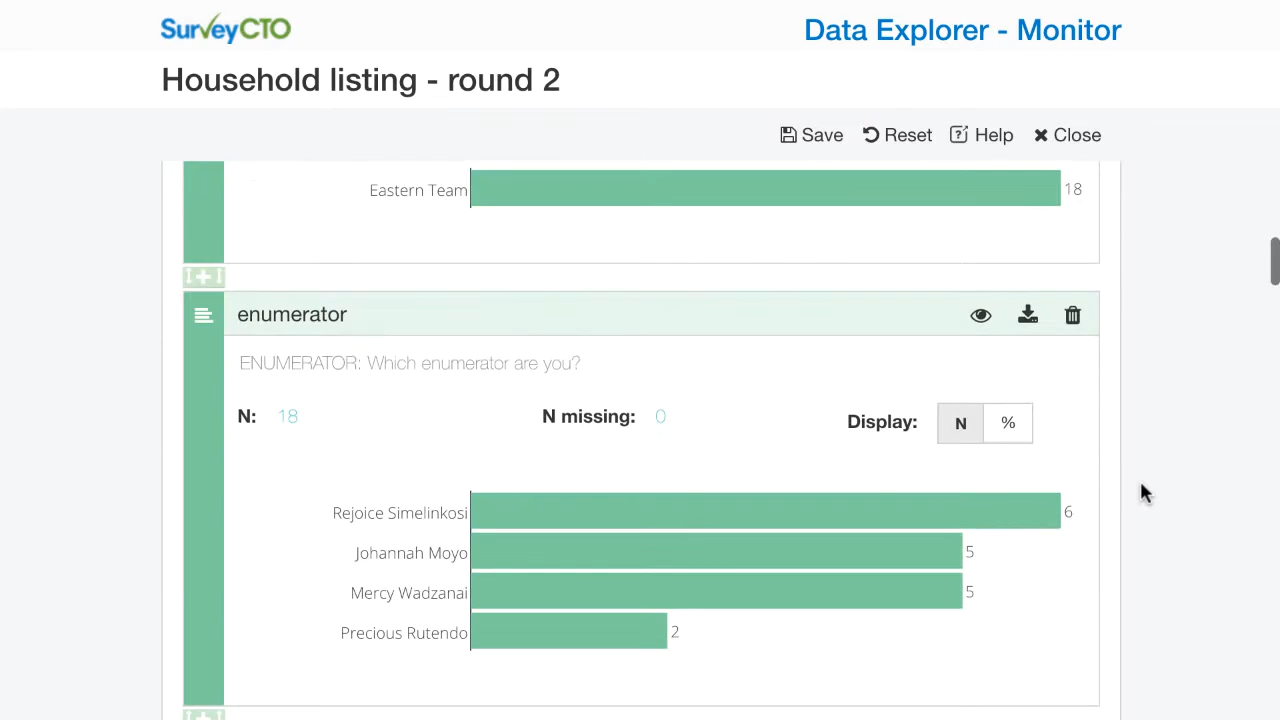 SurveyCTO
Data Explorer - Monitor
Household listing - round 2
Save Reset Help Close
Eastern Team 18
enumerator
ENUMERATOR: Which enumerator are you?
N: 18 N missing: 0 Display: N %
Rejoice Simelinkosi 6
Johannah Moyo 5
Mercy Wadzanai 5
Precious Rutendo 2